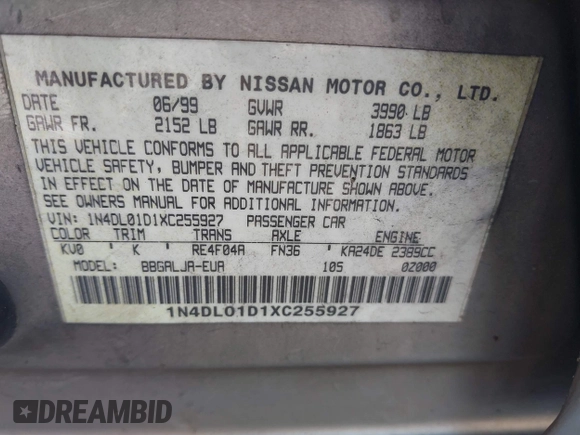 MANUFACTURED BY NISSAN MOTOR CO., LTD.
DATE 06/99 GVWR 3990 LB
GAWR FR. 2152 LB GAWR RR. 1863 LB
THIS VEHICLE CONFORMS TO ALL APPLICABLE FEDERAL MOTOR
VEHICLE SAFETY, BUMPER AND THEFT PREVENTION STANDARDS
IN EFFECT ON THE DATE OF MANUFACTURE SHOWN ABOVE.
SEE OWNERS MANUAL FOR ADDITIONAL INFORMATION.
VIN: 1N4DL01D1XC255927 PASSENGER CAR
COLOR TRIM TRANS AXLE ENGINE
KV0 K RE4F04A FN36 KA24DE 2389CC
MODEL: BBGALJA-EUA 105 0Z000
1N4DL01D1XC255927
DREAMBID